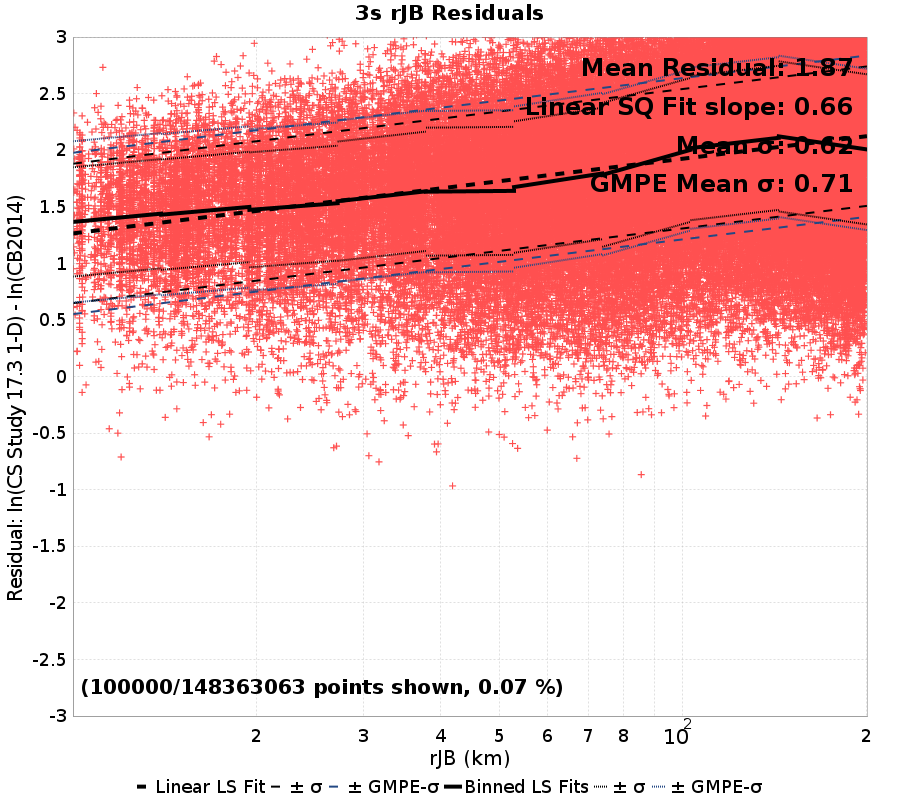 3s rJB Residuals
3
2.5
2
1.5
1
0.5
0
-0.5
-1
-1.5
-2
-2.5
-3
Residual: ln(CS Study 17.3 1-D) - ln(CB2014)
Mean Residual: 1.87
Linear SQ Fit slope: 0.66
Mean σ: 0.62
GMPE Mean σ: 0.71
(100000/148363063 points shown, 0.07 %)
2 3 4 5 6 7 8 10² 2
rJB (km)
Linear LS Fit ± σ ± GMPE-σ Binned LS Fits ± σ ± GMPE-σ